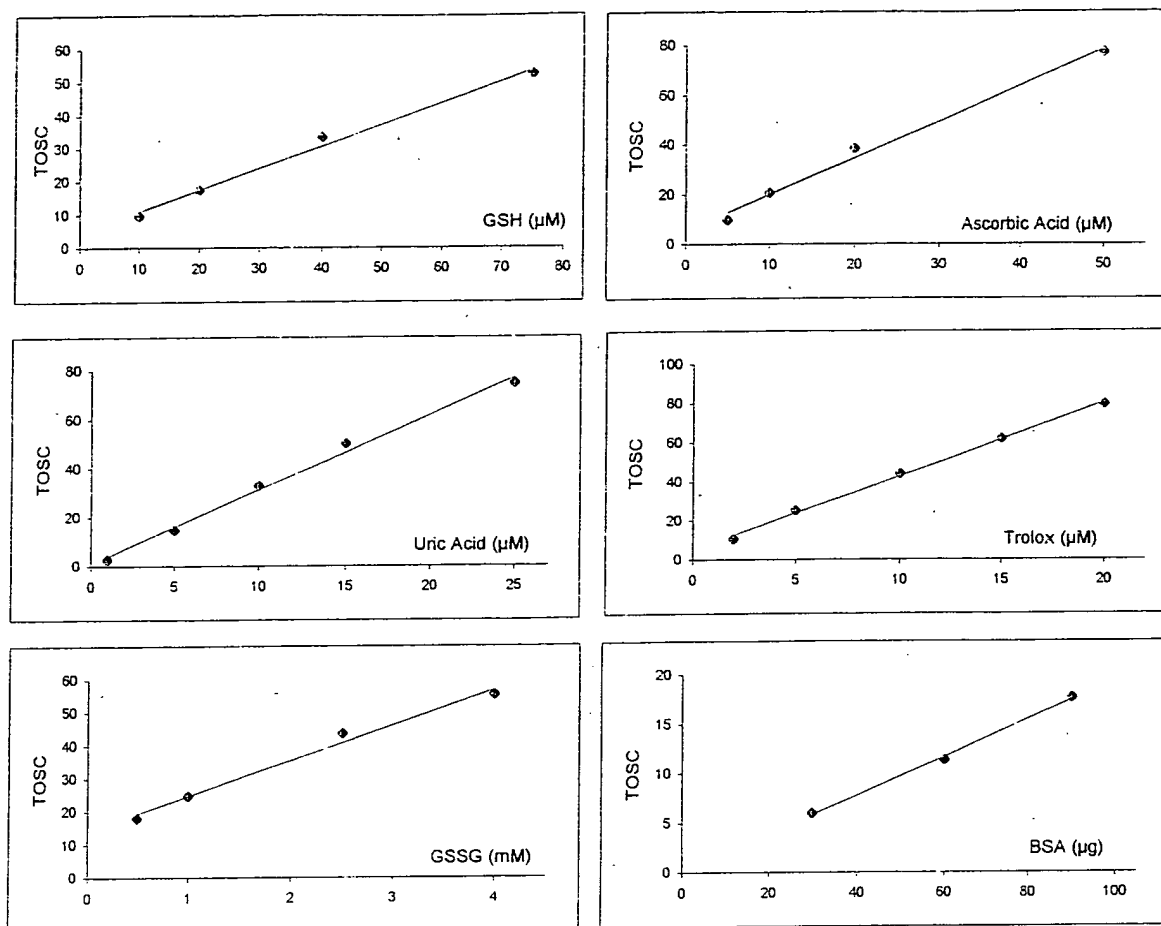 60
50
40
30
20
10
0
TOSC
GSH (µM)
0 10 20 30 40 50 60 70 80
80
60
40
20
0
TOSC
Ascorbic Acid (µM)
0 10 20 30 40 50
80
60
40
20
0
TOSC
Uric Acid (µM)
0 5 10 15 20 25
100
80
60
40
20
0
TOSC
Trolox (µM)
0 5 10 15 20
60
50
40
30
20
10
0
TOSC
GSSG (mM)
0 1 2 3 4
20
15
10
5
0
TOSC
BSA (µg)
0 20 40 60 80 100